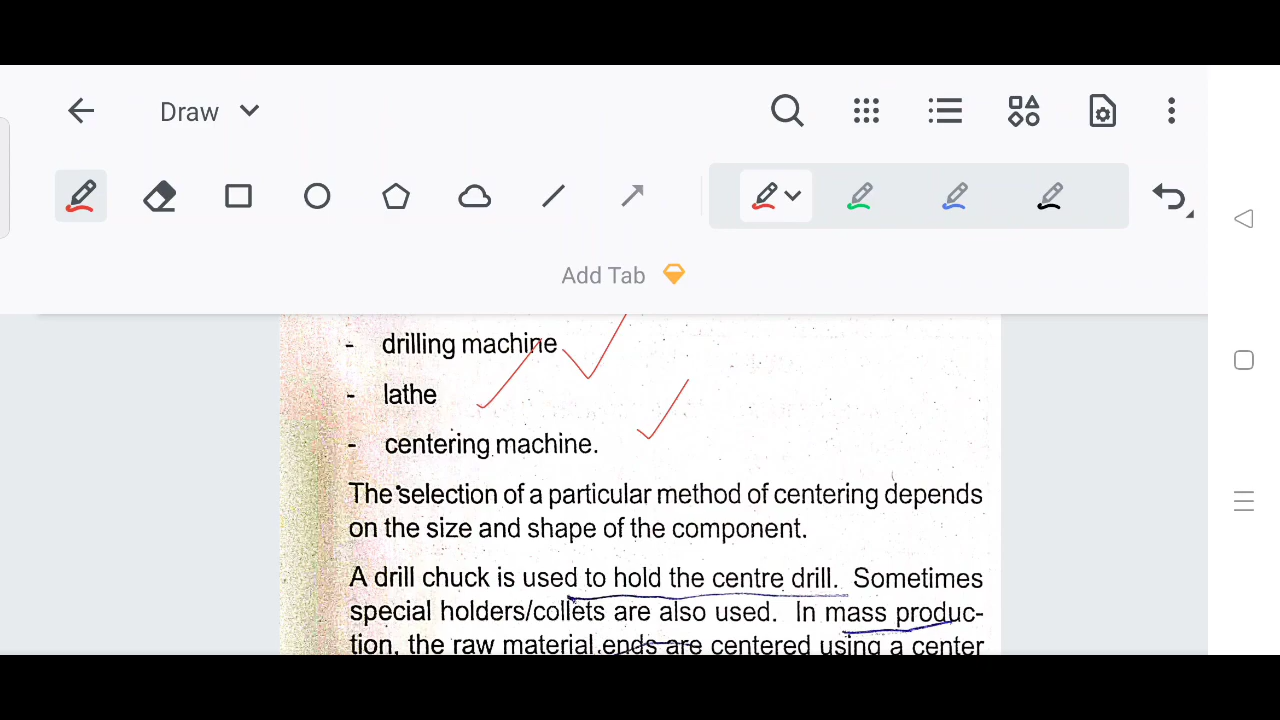 Draw
Add Tab
- drilling machine
- lathe
- centering machine.
The selection of a particular method of centering depends
on the size and shape of the component.
A drill chuck is used to hold the centre drill. Sometimes
special holders/collets are also used. In mass produc-
tion, the raw material ends are centered using a center